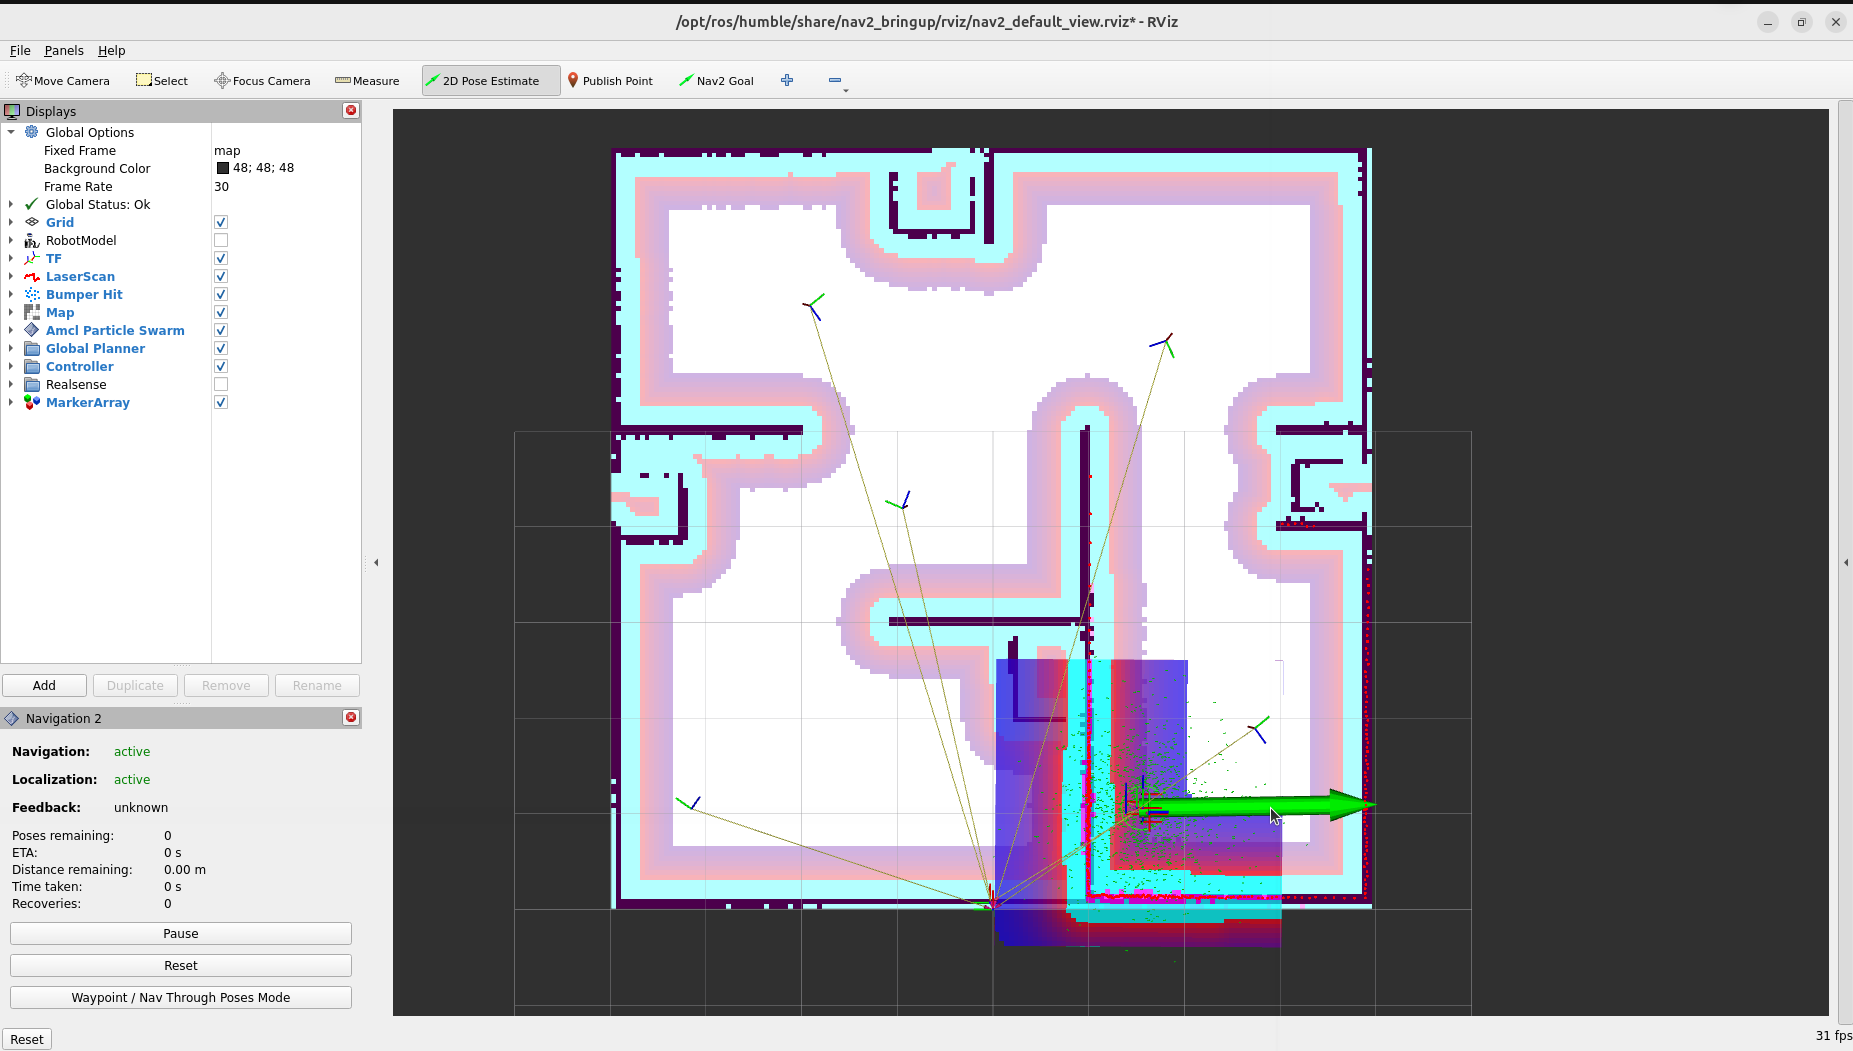 /opt/ros/humble/share/nav2_bringup/rviz/nav2_default_view.rviz* - RViz
File Panels Help
Move Camera Select Focus Camera Measure 2D Pose Estimate Publish Point Nav2 Goal
Displays
Global Options
Fixed Frame map
Background Color 48; 48; 48
Frame Rate 30
Global Status: Ok
Grid
RobotModel
TF
LaserScan
Bumper Hit
Map
Amcl Particle Swarm
Global Planner
Controller
Realsense
MarkerArray
Add Duplicate Remove Rename
Navigation 2
Navigation: active
Localization: active
Feedback: unknown
Poses remaining: 0
ETA: 0 s
Distance remaining: 0.00 m
Time taken: 0 s
Recoveries: 0
Pause
Reset
Waypoint / Nav Through Poses Mode
Reset 31 fps